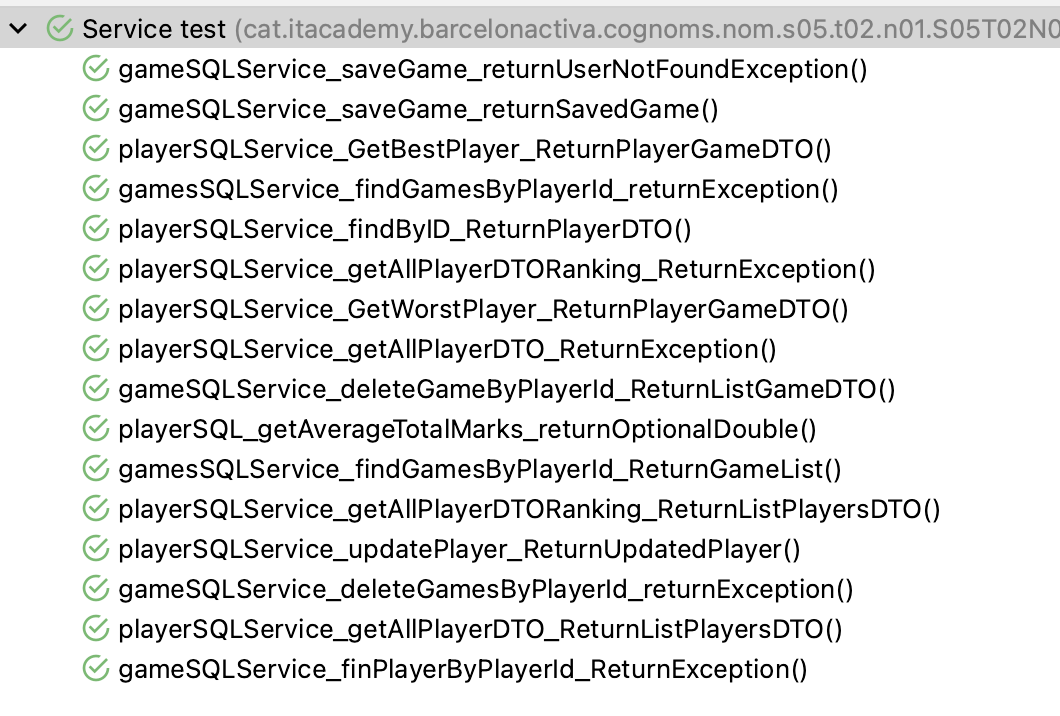 Service test (cat.itacademy.barcelonactiva.cognoms.nom.s05.t02.n01.S05T02N0
gameSQLService_saveGame_returnUserNotFoundException()
gameSQLService_saveGame_returnSavedGame()
playerSQLService_GetBestPlayer_ReturnPlayerGameDTO()
gamesSQLService_findGamesByPlayerId_returnException()
playerSQLService_findByID_ReturnPlayerDTO()
playerSQLService_getAllPlayerDTORanking_ReturnException()
playerSQLService_GetWorstPlayer_ReturnPlayerGameDTO()
playerSQLService_getAllPlayerDTO_ReturnException()
gameSQLService_deleteGameByPlayerId_ReturnListGameDTO()
playerSQL_getAverageTotalMarks_returnOptionalDouble()
gamesSQLService_findGamesByPlayerId_ReturnGameList()
playerSQLService_getAllPlayerDTORanking_ReturnListPlayersDTO()
playerSQLService_updatePlayer_ReturnUpdatedPlayer()
gameSQLService_deleteGamesByPlayerId_returnException()
playerSQLService_getAllPlayerDTO_ReturnListPlayersDTO()
gameSQLService_finPlayerByPlayerId_ReturnException()